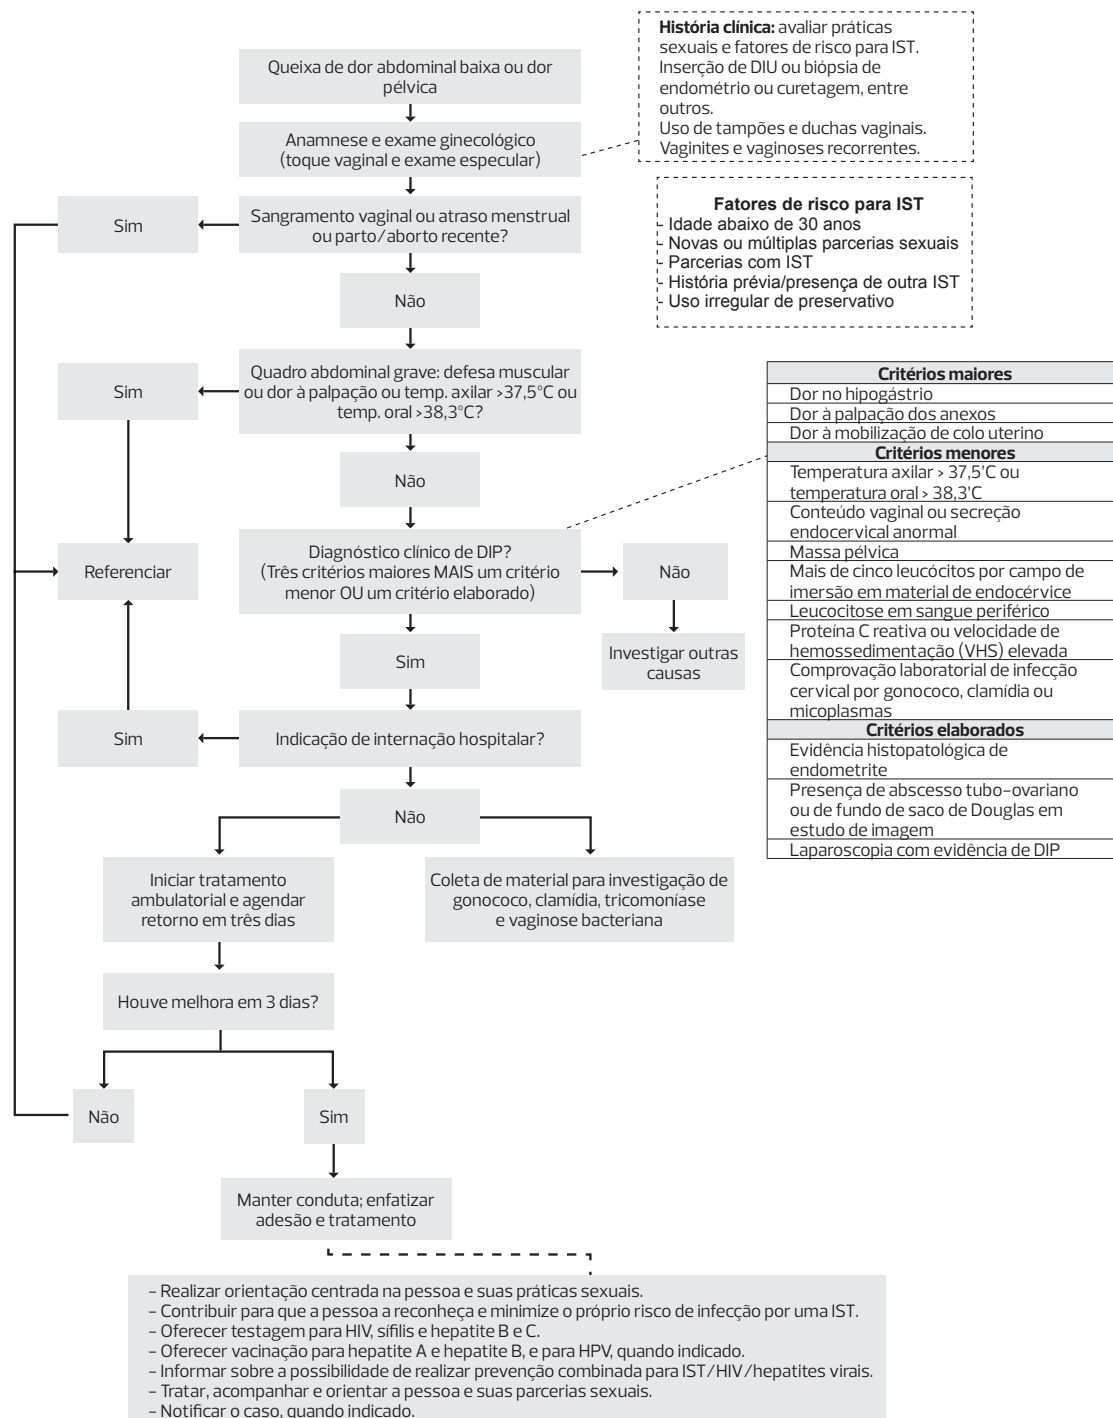 História clínica: avaliar práticas
sexuais e fatores de risco para IST.
Inserção de DIU ou biópsia de
endométrio ou curetagem, entre
outros.
Uso de tampões e duchas vaginais.
Vaginites e vaginoses recorrentes.
Queixa de dor abdominal baixa ou dor
pélvica
Anamnese e exame ginecológico
(toque vaginal e exame especular)
Fatores de risco para IST
- Idade abaixo de 30 anos
- Novas ou múltiplas parcerias sexuais
- Parcerias com IST
- História prévia/presença de outra IST
- Uso irregular de preservativo
Sim
Sangramento vaginal ou atraso menstrual
ou parto/aborto recente?
Não
Sim
Quadro abdominal grave: defesa muscular
ou dor à palpação ou temp. axilar >37,5°C ou
temp. oral >38,3°C?
Não
Critérios maiores
Dor no hipogástrio
Dor à palpação dos anexos
Dor à mobilização de colo uterino
Critérios menores
Temperatura axilar > 37,5'C ou
temperatura oral > 38,3'C
Conteúdo vaginal ou secreção
endocervical anormal
Massa pélvica
Mais de cinco leucócitos por campo de
imersão em material de endocérvice
Leucocitose em sangue periférico
Proteína C reativa ou velocidade de
hemossedimentação (VHS) elevada
Comprovação laboratorial de infecção
cervical por gonococo, clamídia ou
micoplasmas
Critérios elaborados
Evidência histopatológica de
endometrite
Presença de abscesso tubo-ovariano
ou de fundo de saco de Douglas em
estudo de imagem
Laparoscopia com evidência de DIP
Referenciar
Diagnóstico clínico de DIP?
(Três critérios maiores MAIS um critério
menor OU um critério elaborado)
Não
Investigar outras
causas
Sim
Sim
Indicação de internação hospitalar?
Não
Iniciar tratamento
ambulatorial e agendar
retorno em três dias
Coleta de material para investigação de
gonococo, clamídia, tricomoníase
e vaginose bacteriana
Houve melhora em 3 dias?
Não
Sim
Manter conduta; enfatizar
adesão e tratamento
- Realizar orientação centrada na pessoa e suas práticas sexuais.
- Contribuir para que a pessoa a reconheça e minimize o próprio risco de infecção por uma IST.
- Oferecer testagem para HIV, sífilis e hepatite B e C.
- Oferecer vacinação para hepatite A e hepatite B, e para HPV, quando indicado.
- Informar sobre a possibilidade de realizar prevenção combinada para IST/HIV/hepatites virais.
- Tratar, acompanhar e orientar a pessoa e suas parcerias sexuais.
- Notificar o caso, quando indicado.